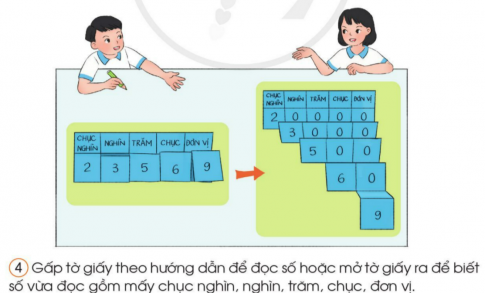 CHỤC NGHÌN NGHÌN TRĂM CHỤC ĐƠN VỊ
2 3 5 6 9
CHỤC NGHÌN NGHÌN TRĂM CHỤC ĐƠN VỊ
2 0 0 0 0
3 0 0 0
5 0 0
6 0
9
4 Gấp tờ giấy theo hướng dẫn để đọc số hoặc mở tờ giấy ra để biết
số vừa đọc gồm mấy chục nghìn, nghìn, trăm, chục, đơn vị.